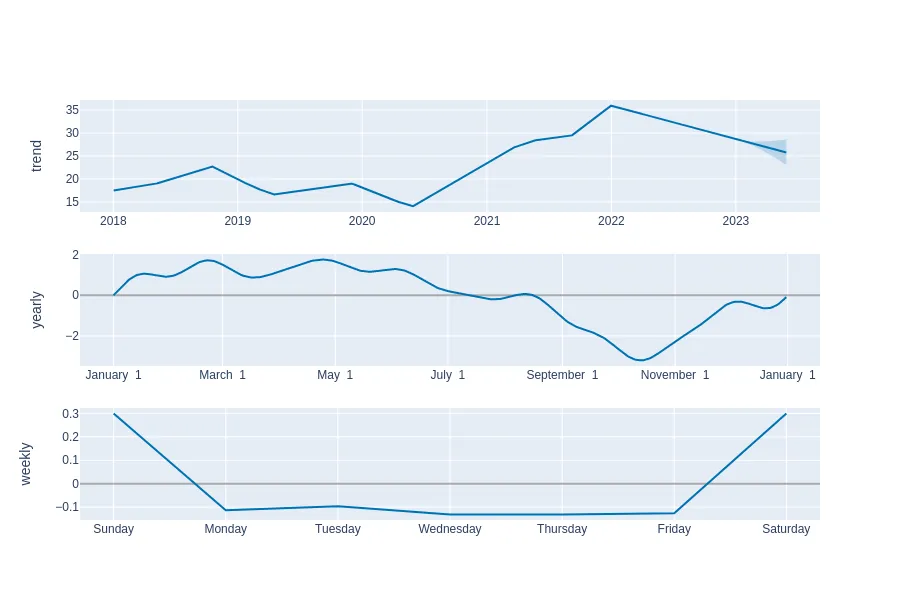 trend
35
30
25
20
15
2018 2019 2020 2021 2022 2023
yearly
2
0
−2
January 1 March 1 May 1 July 1 September 1 November 1 January 1
weekly
0.3
0.2
0.1
0
−0.1
Sunday Monday Tuesday Wednesday Thursday Friday Saturday